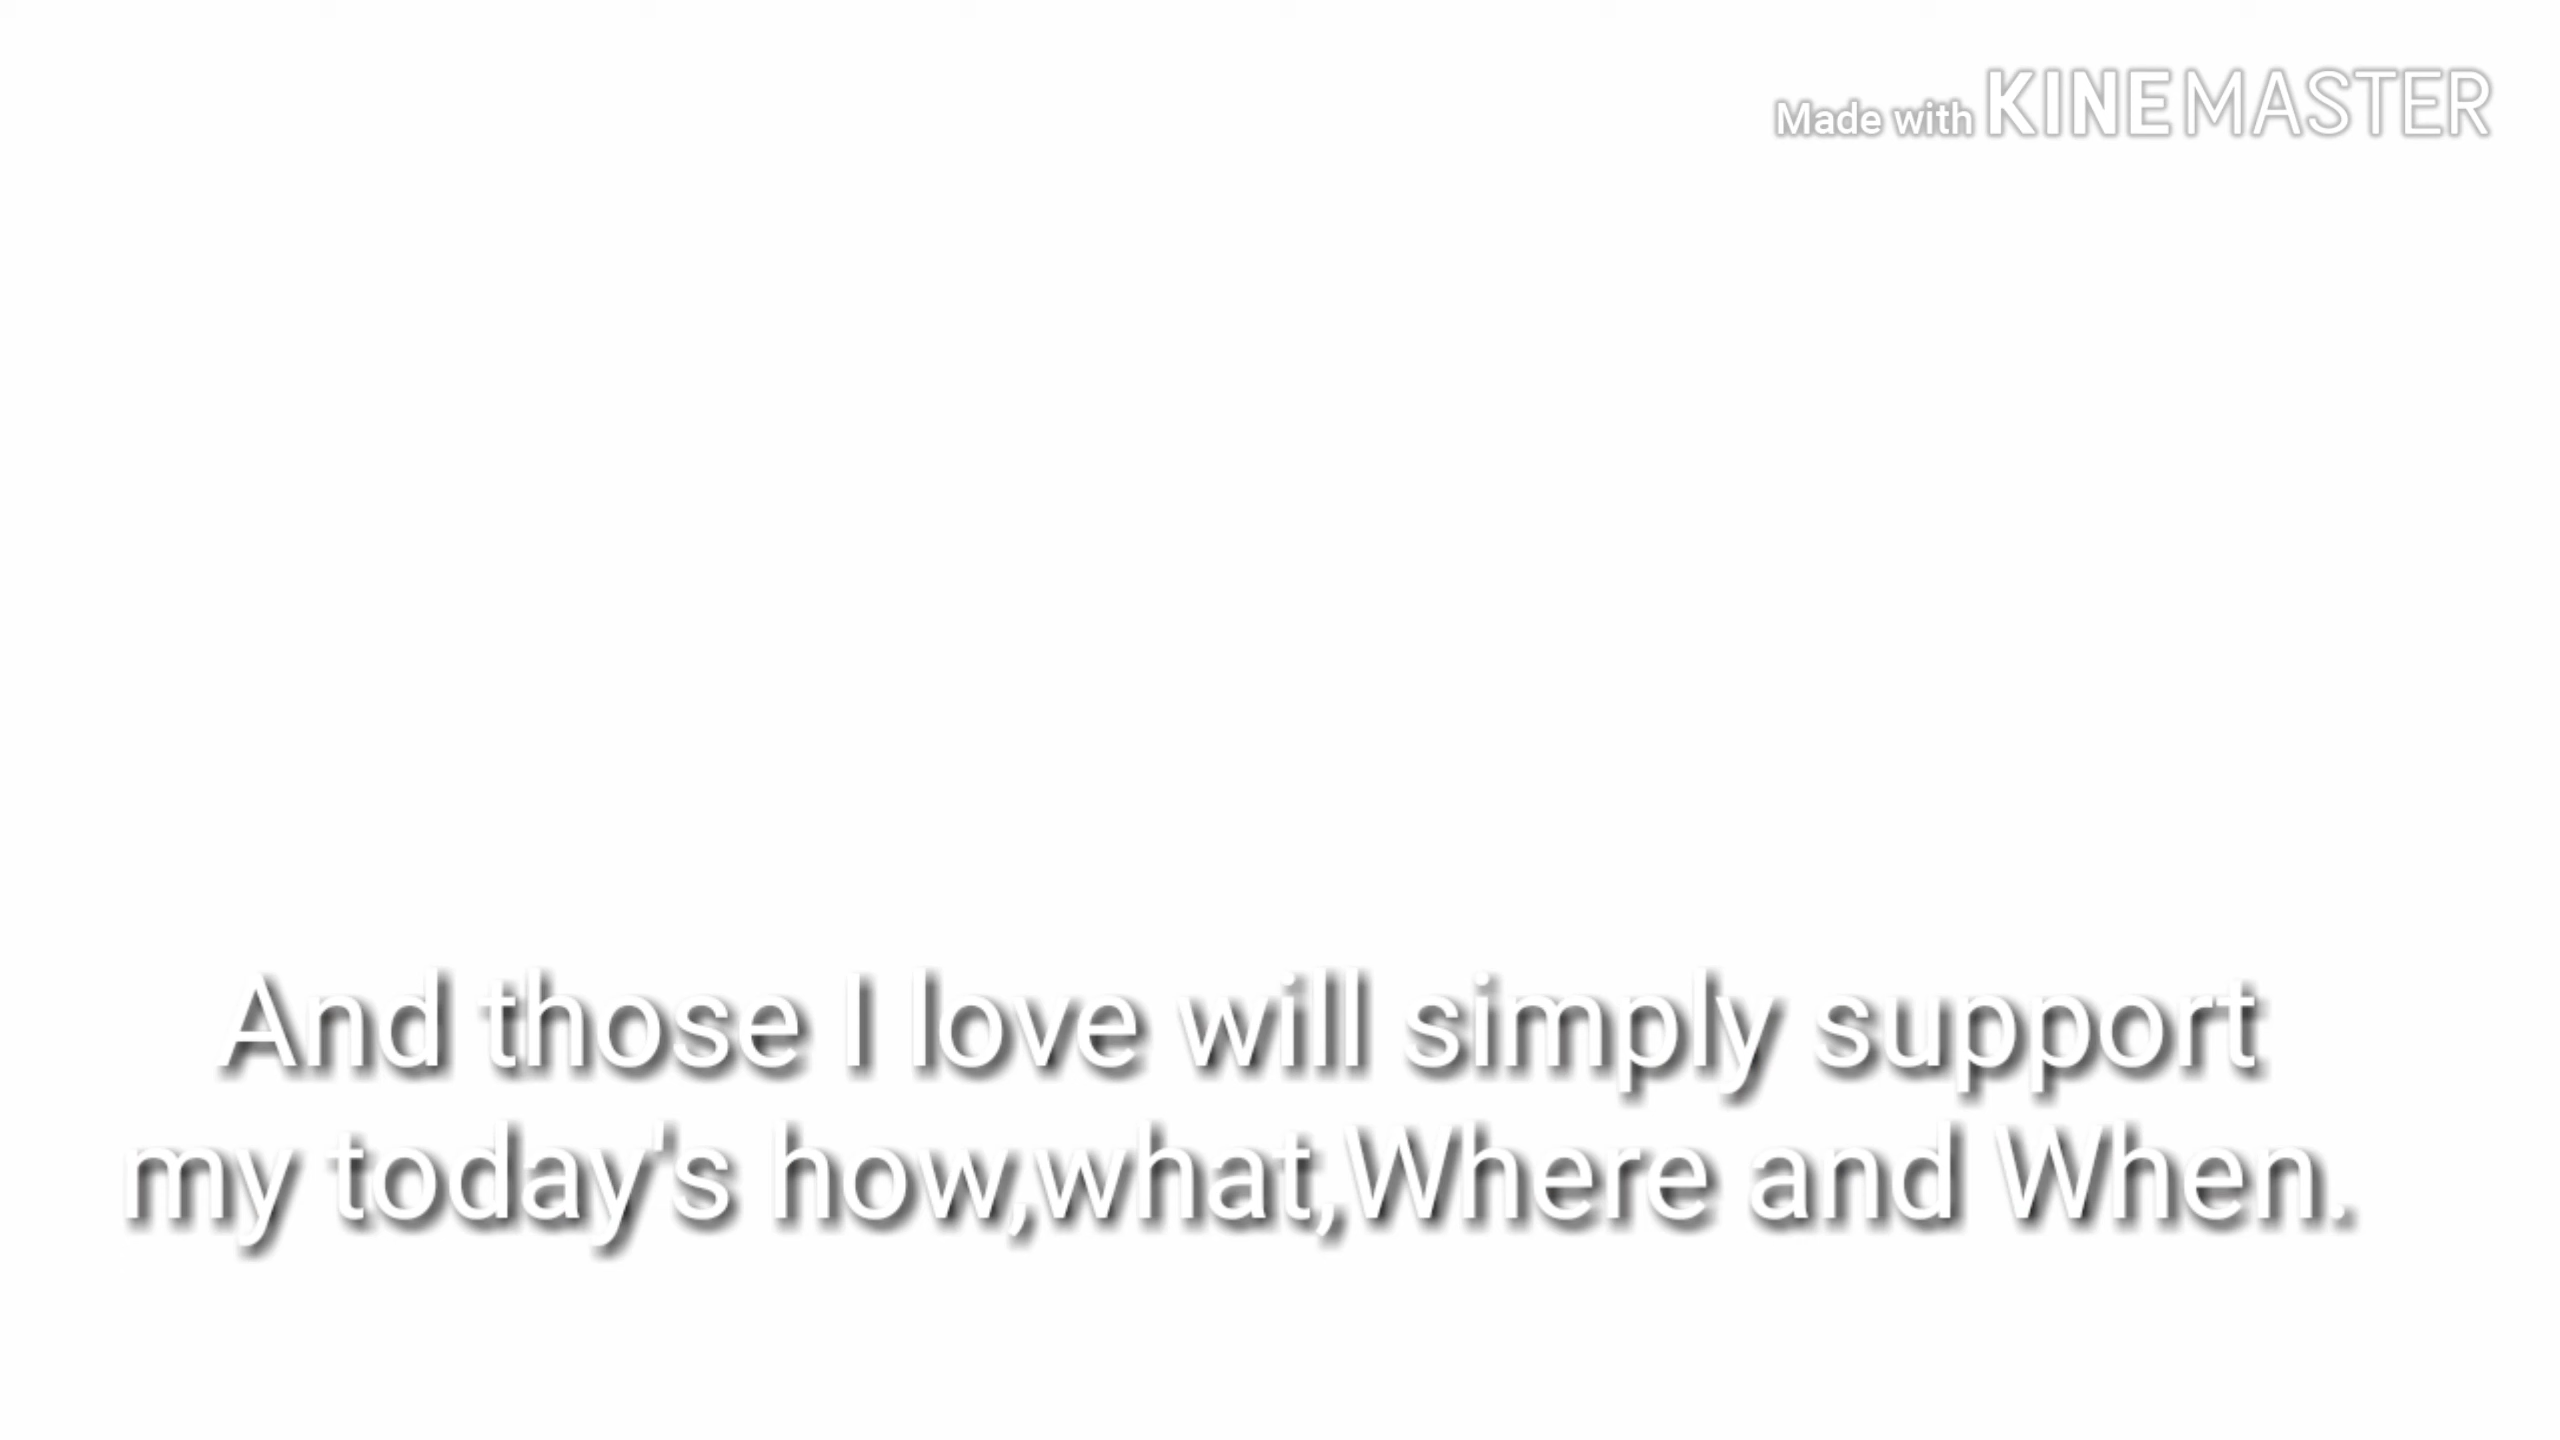 Made with KINEMASTER
And those I love will simply support
my today's how,what,Where and When.